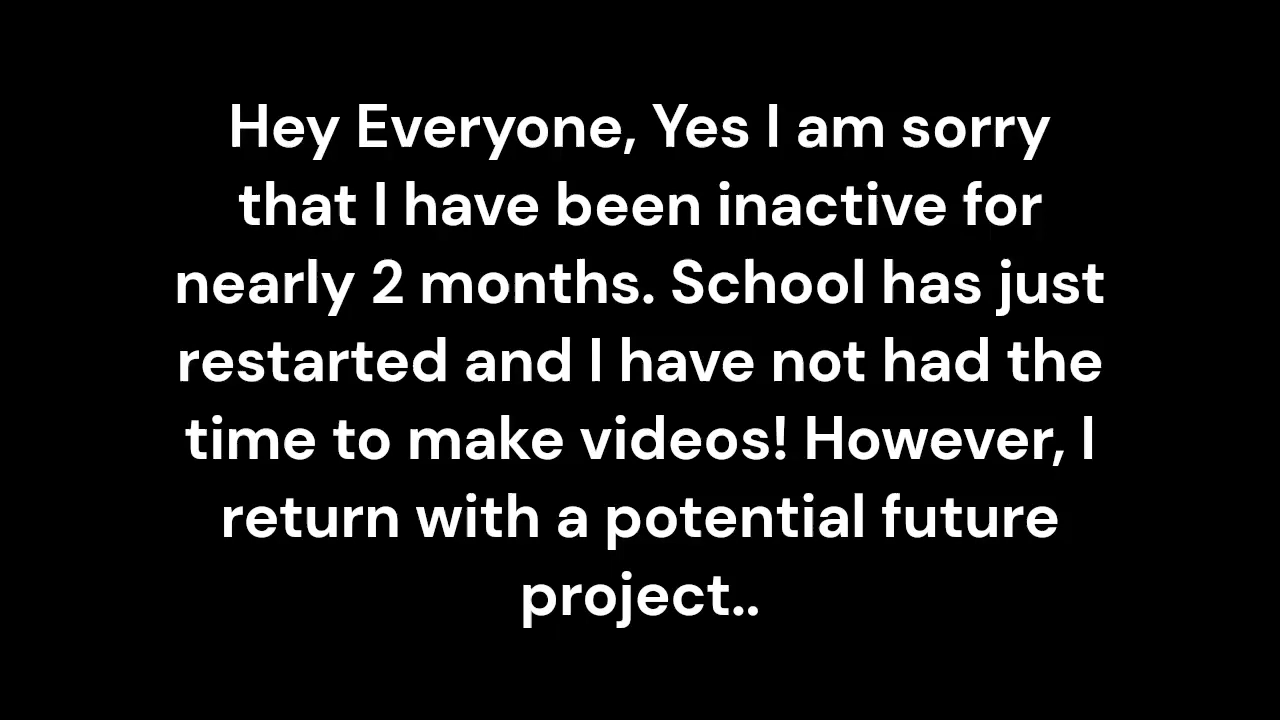 Hey Everyone, Yes I am sorry
that I have been inactive for
nearly 2 months. School has just
restarted and I have not had the
time to make videos! However, I
return with a potential future
project..